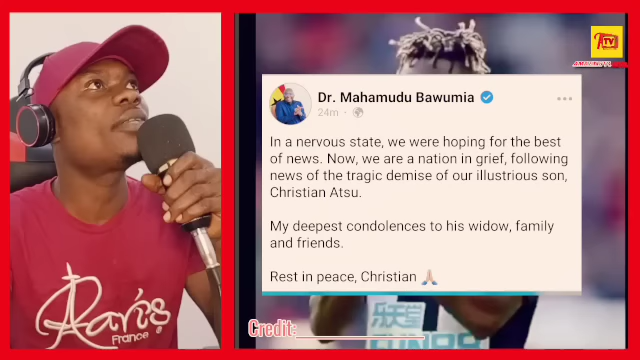 TV
Dr. Mahamudu Bawumia
24m
In a nervous state, we were hoping for the best
of news. Now, we are a nation in grief, following
news of the tragic demise of our illustrious son,
Christian Atsu.
My deepest condolences to his widow, family
and friends.
Rest in peace, Christian 🙏🏼
Paris
France
Credit: